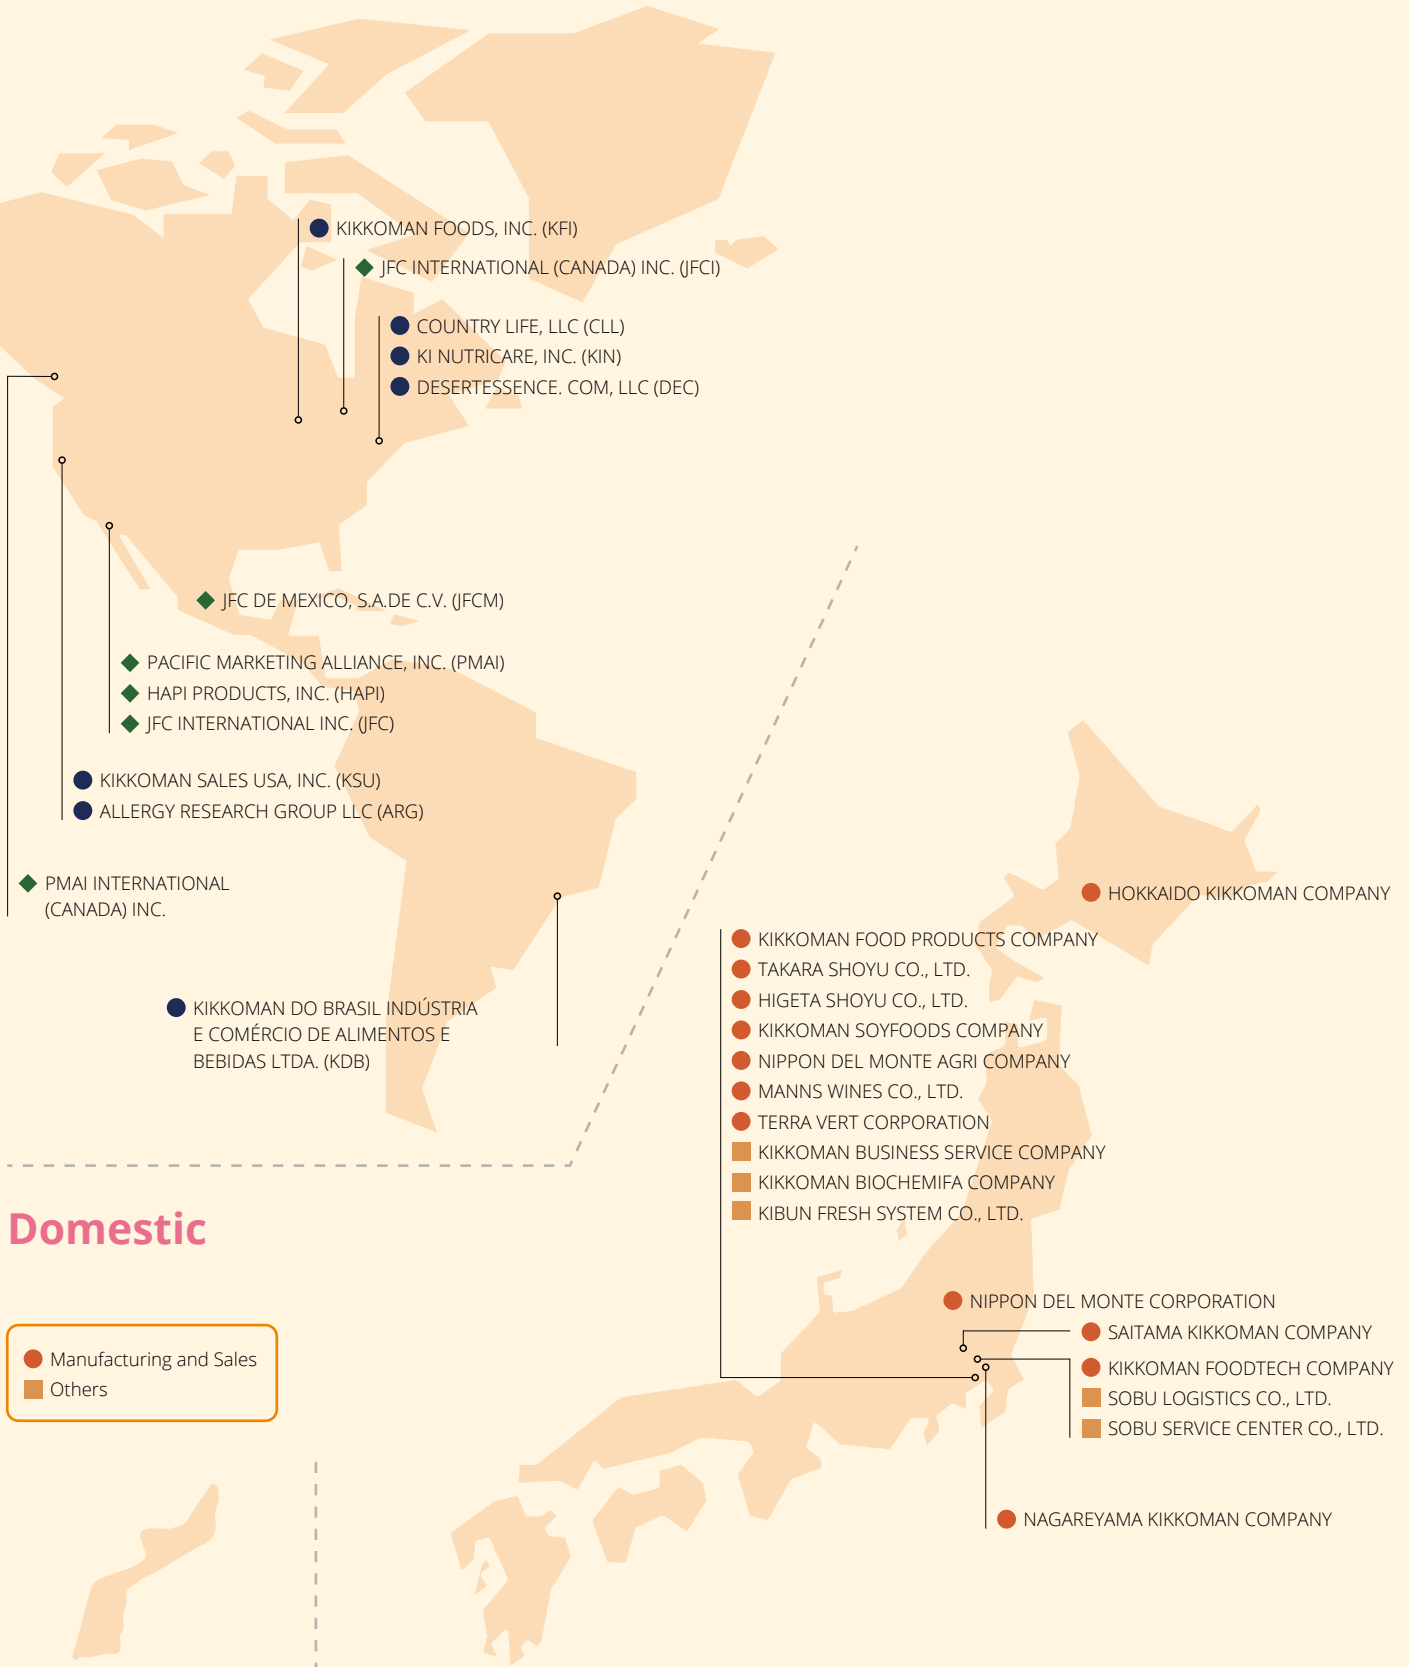 KIKKOMAN FOODS, INC. (KFI)
JFC INTERNATIONAL (CANADA) INC. (JFCI)
COUNTRY LIFE, LLC (CLL)
KI NUTRICARE, INC. (KIN)
DESERTESSENCE. COM, LLC (DEC)
JFC DE MEXICO, S.A.DE C.V. (JFCM)
PACIFIC MARKETING ALLIANCE, INC. (PMAI)
HAPI PRODUCTS, INC. (HAPI)
JFC INTERNATIONAL INC. (JFC)
KIKKOMAN SALES USA, INC. (KSU)
ALLERGY RESEARCH GROUP LLC (ARG)
PMAI INTERNATIONAL
(CANADA) INC.
KIKKOMAN DO BRASIL INDÚSTRIA
E COMÉRCIO DE ALIMENTOS E
BEBIDAS LTDA. (KDB)
Domestic
Manufacturing and Sales
Others
HOKKAIDO KIKKOMAN COMPANY
KIKKOMAN FOOD PRODUCTS COMPANY
TAKARA SHOYU CO., LTD.
HIGETA SHOYU CO., LTD.
KIKKOMAN SOYFOODS COMPANY
NIPPON DEL MONTE AGRI COMPANY
MANNS WINES CO., LTD.
TERRA VERT CORPORATION
KIKKOMAN BUSINESS SERVICE COMPANY
KIKKOMAN BIOCHEMIFA COMPANY
KIBUN FRESH SYSTEM CO., LTD.
NIPPON DEL MONTE CORPORATION
SAITAMA KIKKOMAN COMPANY
KIKKOMAN FOODTECH COMPANY
SOBU LOGISTICS CO., LTD.
SOBU SERVICE CENTER CO., LTD.
NAGAREYAMA KIKKOMAN COMPANY